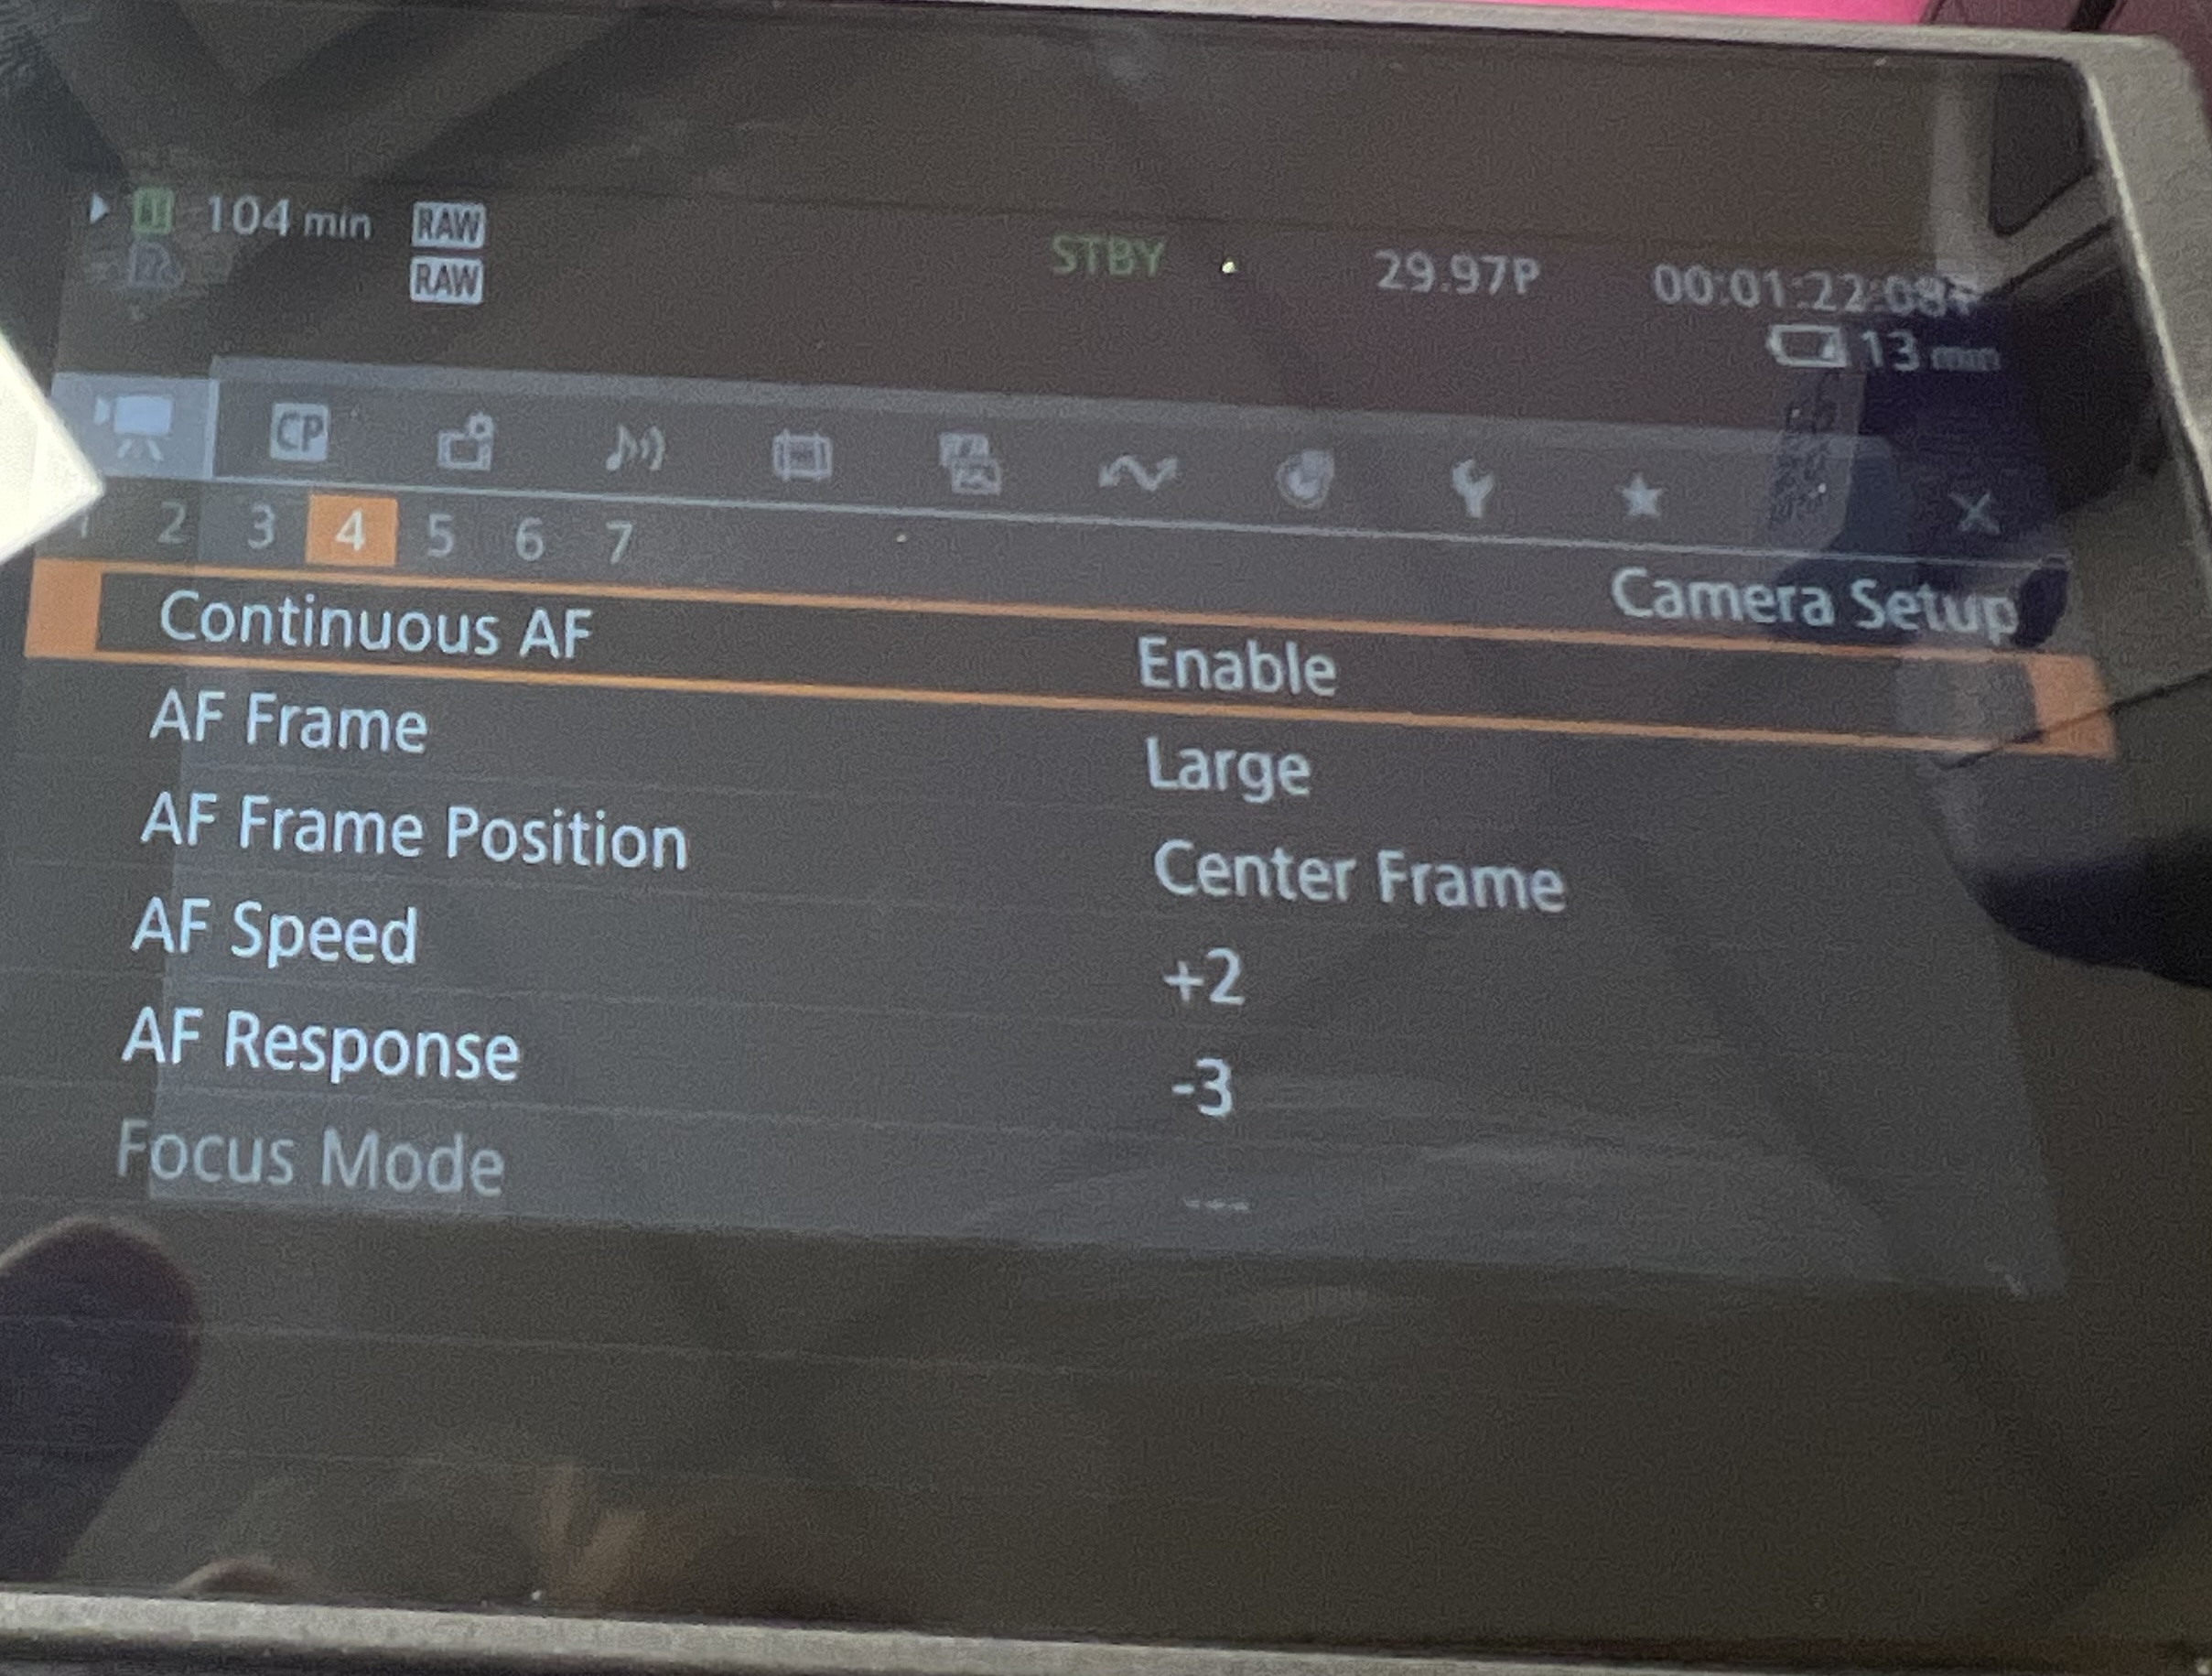 104 min RAW
RAW
STBY 29.97P 00:01:22:08
13 min
CP
1 2 3 4 5 6 7
Camera Setup
Continuous AF Enable
AF Frame Large
AF Frame Position Center Frame
AF Speed +2
AF Response -3
Focus Mode ---